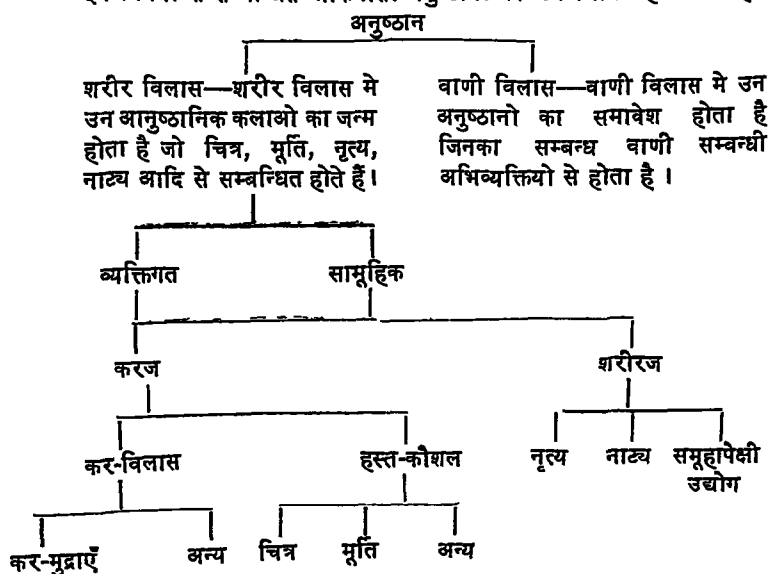 अनुष्ठान
शरीर विलास—शरीर विलास मे
उन आनुष्ठानिक कलाओ का जन्म
होता है जो चित्र, मूर्ति, नृत्य,
नाट्य आदि से सम्बन्धित होते हैं।
वाणी विलास—वाणी विलास मे उन
अनुष्ठानो का समावेश होता है
जिनका सम्बन्ध वाणी सम्बन्धी
अभिव्यक्तियो से होता है ।
व्यक्तिगत सामूहिक
करज शरीरज
कर-विलास हस्त-कौशल नृत्य नाट्य समूहापेक्षी
उद्योग
कर-मुद्राएँ अन्य चित्र मूर्ति अन्य